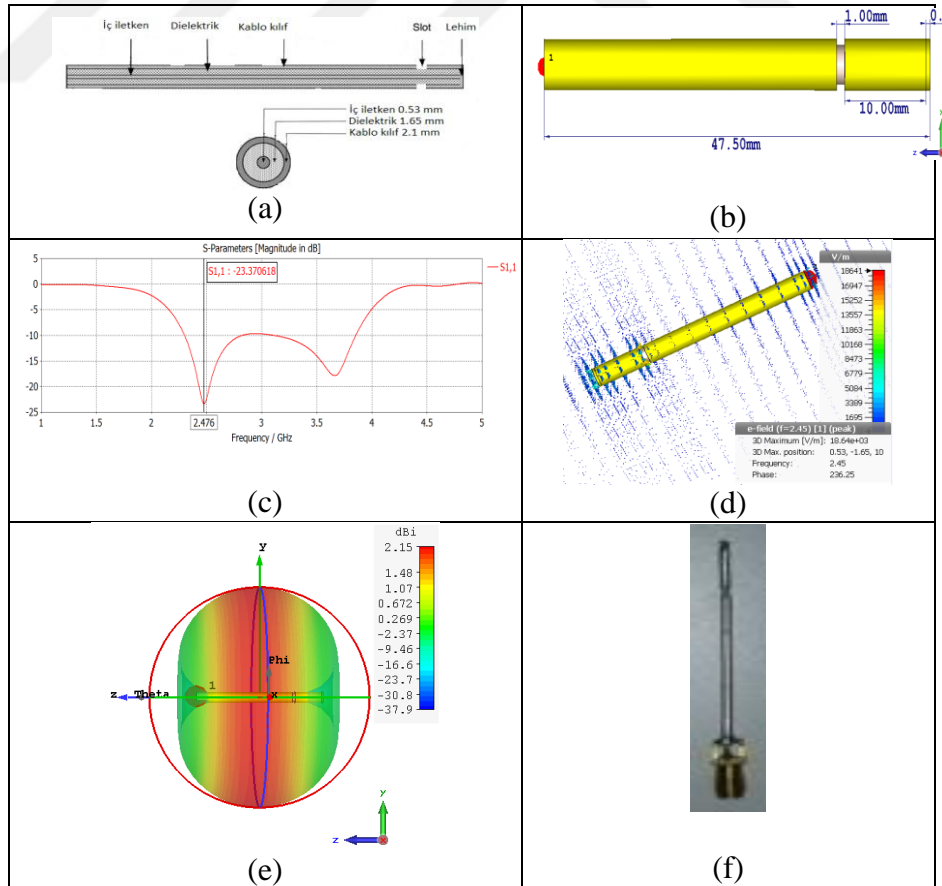 İç iletken Dielektrik Kablo kılıf Slot Lehim
İç iletken 0.53 mm
Dielektrik 1.65 mm
Kablo kılıf 2.1 mm
(a)
1.00mm 0.
1
10.00mm
47.50mm
x
z
(b)
S-Parameters [Magnitude in dB]
S1,1 : -23.370618
S1,1
5
0
-5
-10
-15
-20
-25
1 1.5 2 2.476 3 3.5 4 4.5 5
Frequency / GHz
(c)
V/m
18641
16947
15252
13557
11863
10168
8473
6779
5084
3389
1695
e-field (f=2.45) [1] (peak)
3D Maximum [V/m]: 18.64e+03
3D Max. position: 0.53, -1.65, 10
Frequency: 2.45
Phase: 236.25
(d)
dBi
2.15
1.48
1.07
0.672
0.269
-2.37
-9.46
-16.6
-23.7
-30.8
-37.9
y
Phi
z Theta 1 x
y
z
(e)
(f)